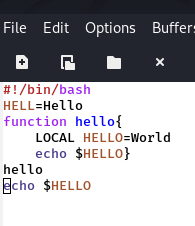 File Edit Options Buffers
#!/bin/bash
HELL=Hello
function hello{
    LOCAL HELLO=World
    echo $HELLO}
hello
echo $HELLO